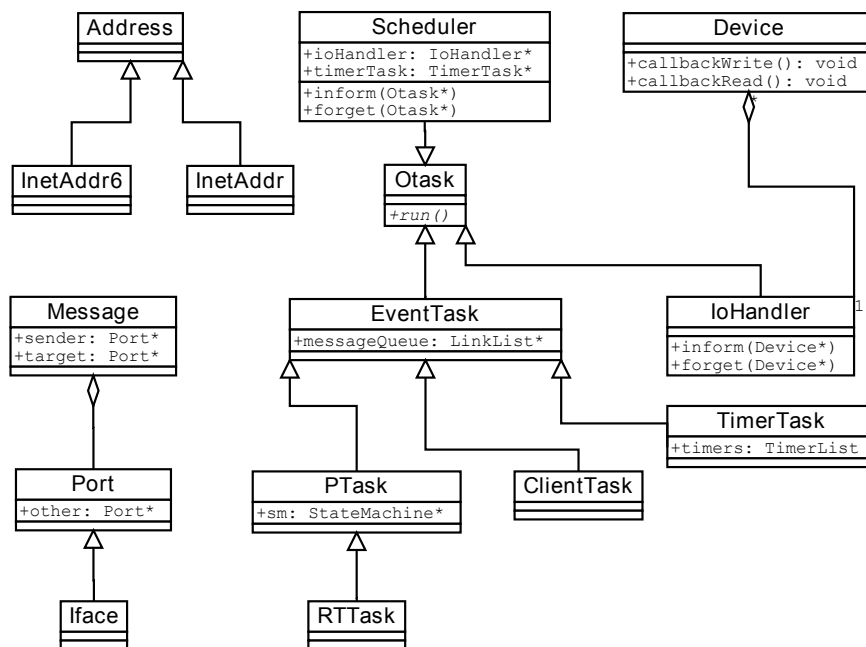 Address
Scheduler
+ioHandler: IoHandler*
+timerTask: TimerTask*
+inform(Otask*)
+forget(Otask*)
Device
+callbackWrite(): void
+callbackRead(): void
*
InetAddr6
InetAddr
Otask
+run()
Message
+sender: Port*
+target: Port*
EventTask
+messageQueue: LinkList*
1
IoHandler
+inform(Device*)
+forget(Device*)
TimerTask
+timers: TimerList
Port
+other: Port*
PTask
+sm: StateMachine*
ClientTask
Iface
RTTask